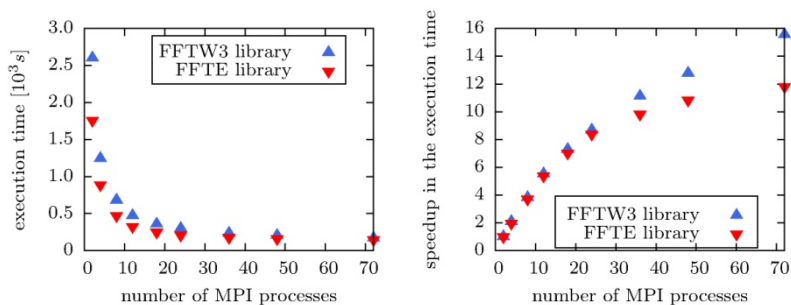 execution time [10³ s]
3.0
2.5
2.0
1.5
1.0
0.5
0
FFTW3 library
FFTE library
0 10 20 30 40 50 60 70
number of MPI processes
speedup in the execution time
16
14
12
10
8
6
4
2
0
FFTW3 library
FFTE library
0 10 20 30 40 50 60 70
number of MPI processes